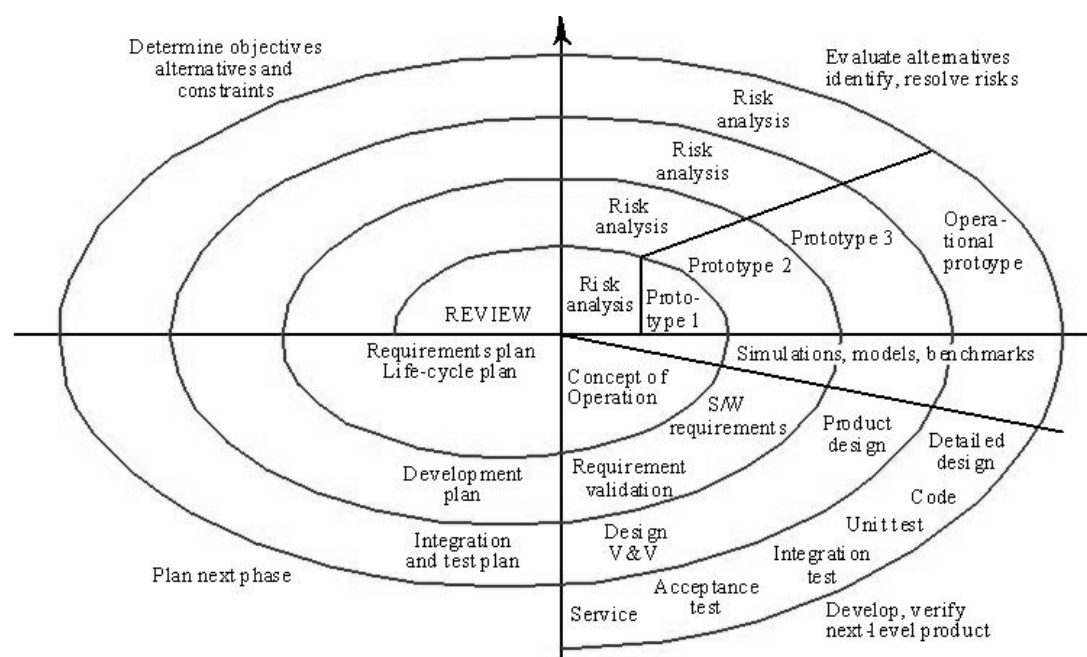 Determine objectives
alternatives and
constraints
Evaluate alternatives
identify, resolve risks
Risk
analysis
Risk
analysis
Risk
analysis
Risk
analysis
Opera-
tional
protoype
Prototype 3
Prototype 2
Proto-
type 1
REVIEW
Requirements plan
Life-cycle plan
Simulations, models, benchmarks
Concept of
Operation
S/W
requirements
Product
design
Detailed
design
Development
plan
Requirement
validation
Code
Unit test
Integration
and test plan
Design
V & V
Integration
test
Plan next phase
Acceptance
test
Service
Develop, verify
next-level product